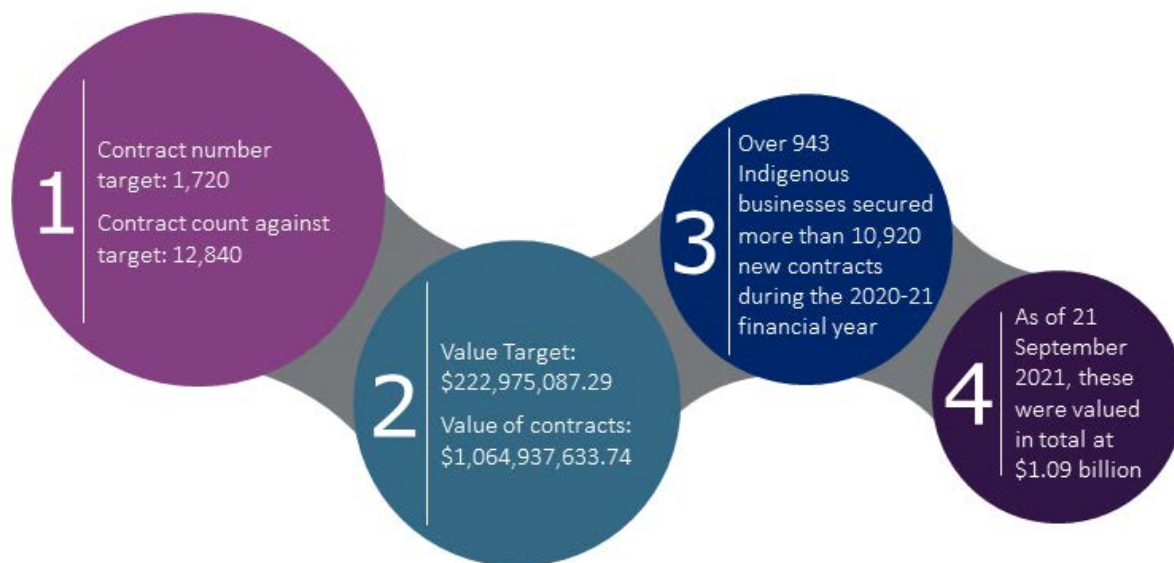 1
Contract number
target: 1,720
Contract count against
target: 12,840
2
Value Target:
$222,975,087.29
Value of contracts:
$1,064,937,633.74
3
Over 943
Indigenous
businesses secured
more than 10,920
new contracts
during the 2020-21
financial year
4
As of 21
September
2021, these
were valued
in total at
$1.09 billion